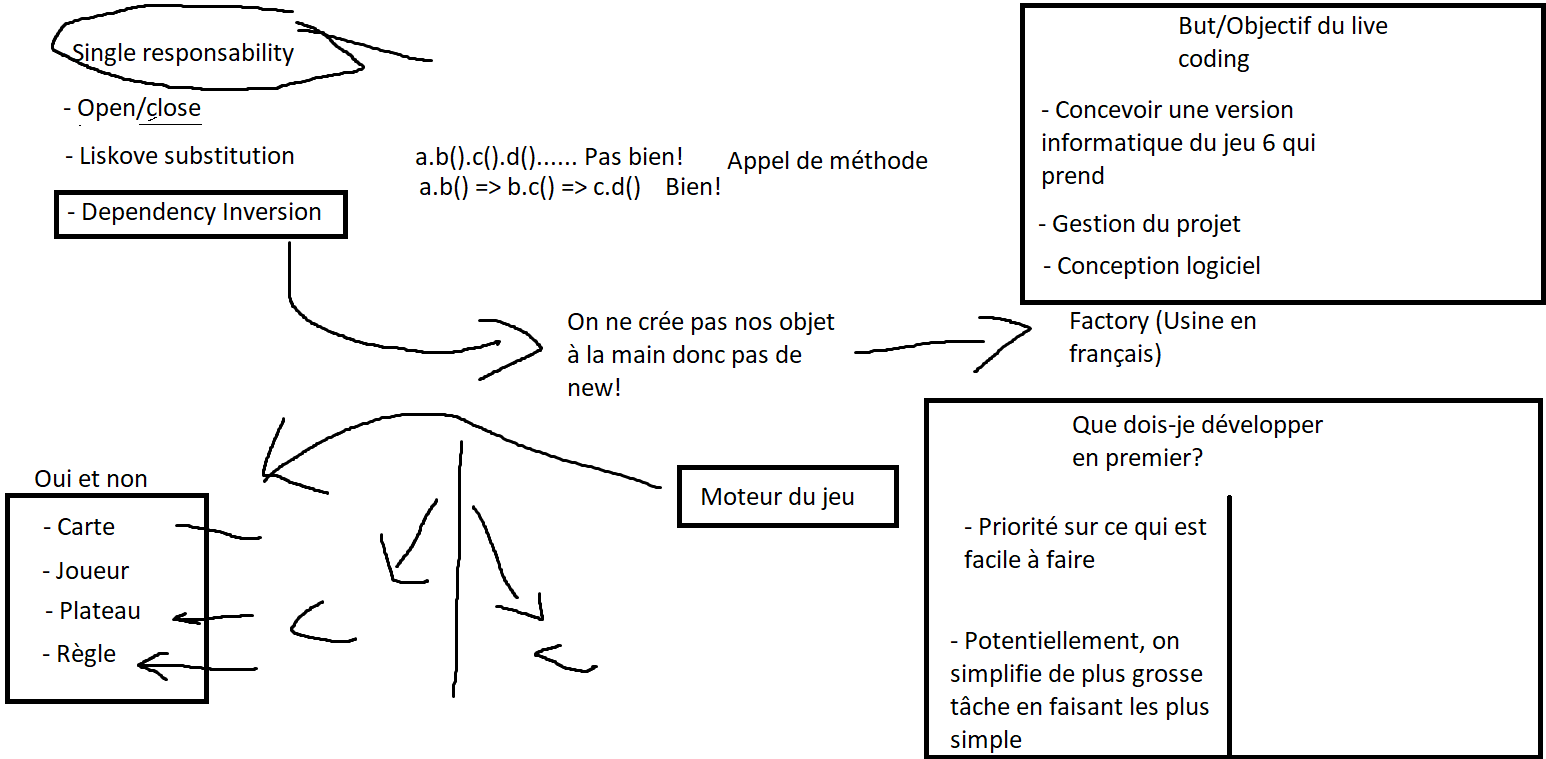 Single responsability
- Open/close
- Liskove substitution
- Dependency Inversion
a.b().c().d()...... Pas bien!
a.b() => b.c() => c.d() Bien!
Appel de méthode
But/Objectif du live
coding
- Concevoir une version
informatique du jeu 6 qui
prend
- Gestion du projet
- Conception logiciel
On ne crée pas nos objet
à la main donc pas de
new!
Factory (Usine en
français)
Oui et non
- Carte
- Joueur
- Plateau
- Règle
Moteur du jeu
Que dois-je développer
en premier?
- Priorité sur ce qui est
facile à faire
- Potentiellement, on
simplifie de plus grosse
tâche en faisant les plus
simple